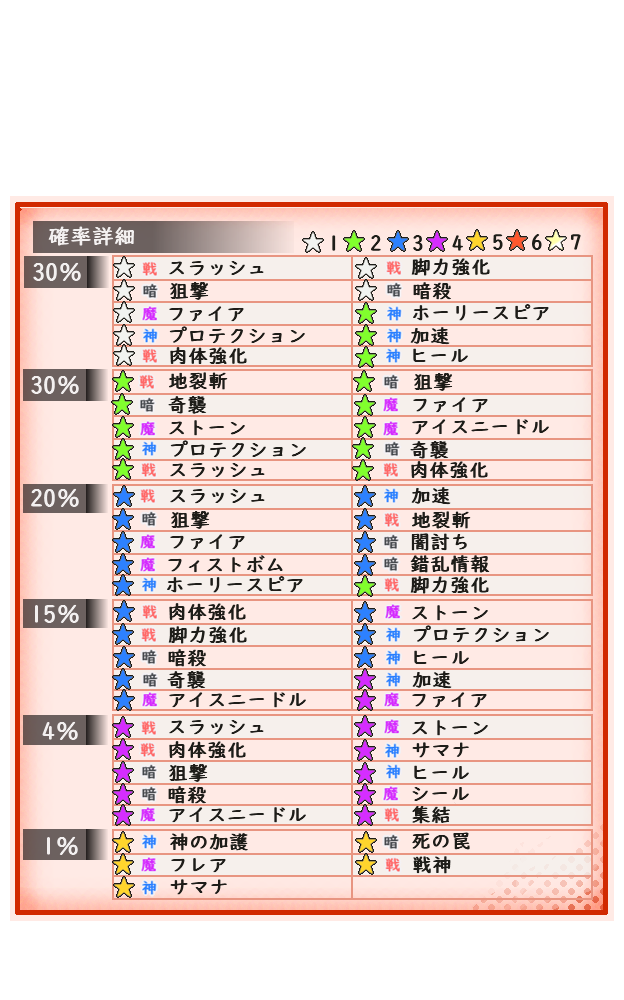 確率詳細 ☆1 ★2 ★3 ★4 ★5 ★6 ★7
30%
☆ 戦 スラッシュ ☆ 戦 脚力強化
☆ 暗 狙撃 ☆ 暗 暗殺
☆ 魔 ファイア ★ 神 ホーリースピア
☆ 神 プロテクション ★ 神 加速
☆ 戦 肉体強化 ★ 神 ヒール
30%
★ 戦 地裂斬 ★ 暗 狙撃
★ 暗 奇襲 ★ 魔 ファイア
★ 魔 ストーン ★ 魔 アイスニードル
★ 神 プロテクション ★ 暗 奇襲
★ 戦 スラッシュ ★ 戦 肉体強化
20%
★ 戦 スラッシュ ★ 神 加速
★ 暗 狙撃 ★ 戦 地裂斬
★ 魔 ファイア ★ 暗 闇討ち
★ 魔 フィストボム ★ 暗 錯乱情報
★ 神 ホーリースピア ★ 戦 脚力強化
15%
★ 戦 肉体強化 ★ 魔 ストーン
★ 戦 脚力強化 ★ 神 プロテクション
★ 暗 暗殺 ★ 神 ヒール
★ 暗 奇襲 ★ 神 加速
★ 魔 アイスニードル ★ 魔 ファイア
4%
★ 戦 スラッシュ ★ 魔 ストーン
★ 戦 肉体強化 ★ 神 サマナ
★ 暗 狙撃 ★ 神 ヒール
★ 暗 暗殺 ★ 魔 シール
★ 魔 アイスニードル ★ 戦 集結
1%
★ 神 神の加護 ★ 暗 死の罠
★ 魔 フレア ★ 戦 戦神
★ 神 サマナ